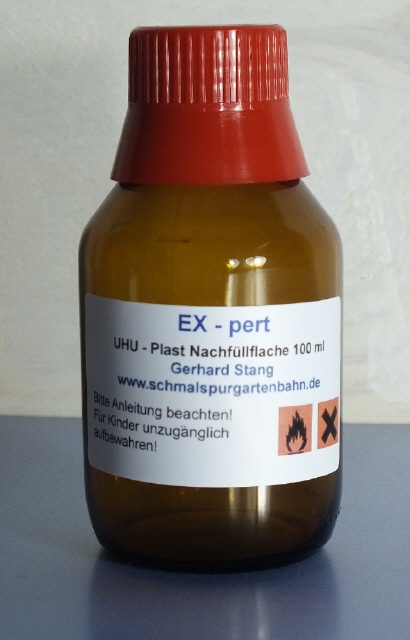 EX - pert
UHU - Plast Nachfüllflache 100 ml
Gerhard Stang
www.schmalspurgartenbahn.de
Bitte Anleitung beachten!
Für Kinder unzugänglich
aufbewahren!